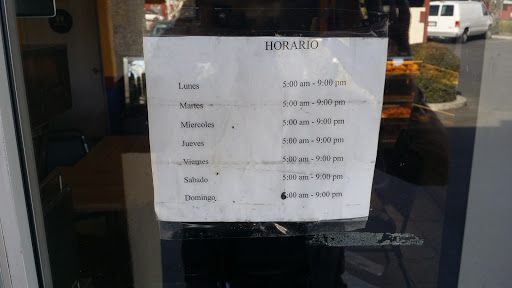 HORARIO
Lunes 5:00 am - 9:00 pm
Martes 5:00 am - 9:00 pm
Miercoles 5:00 am - 9:00 pm
Jueves 5:00 am - 9:00 pm
Viernes 5:00 am - 9:00 pm
Sabado 5:00 am - 9:00 pm
Domingo 6:00 am - 9:00 pm